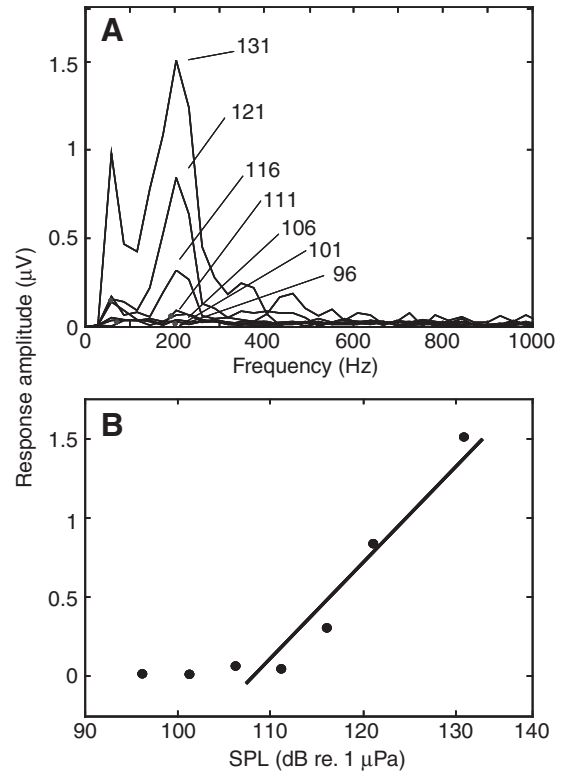 A
131
121
116
111
106
101
96
1.5
1
0.5
0
0 200 400 600 800 1000
Frequency (Hz)
Response amplitude (μV)
B
1.5
1
0.5
0
90 100 110 120 130 140
SPL (dB re. 1 μPa)